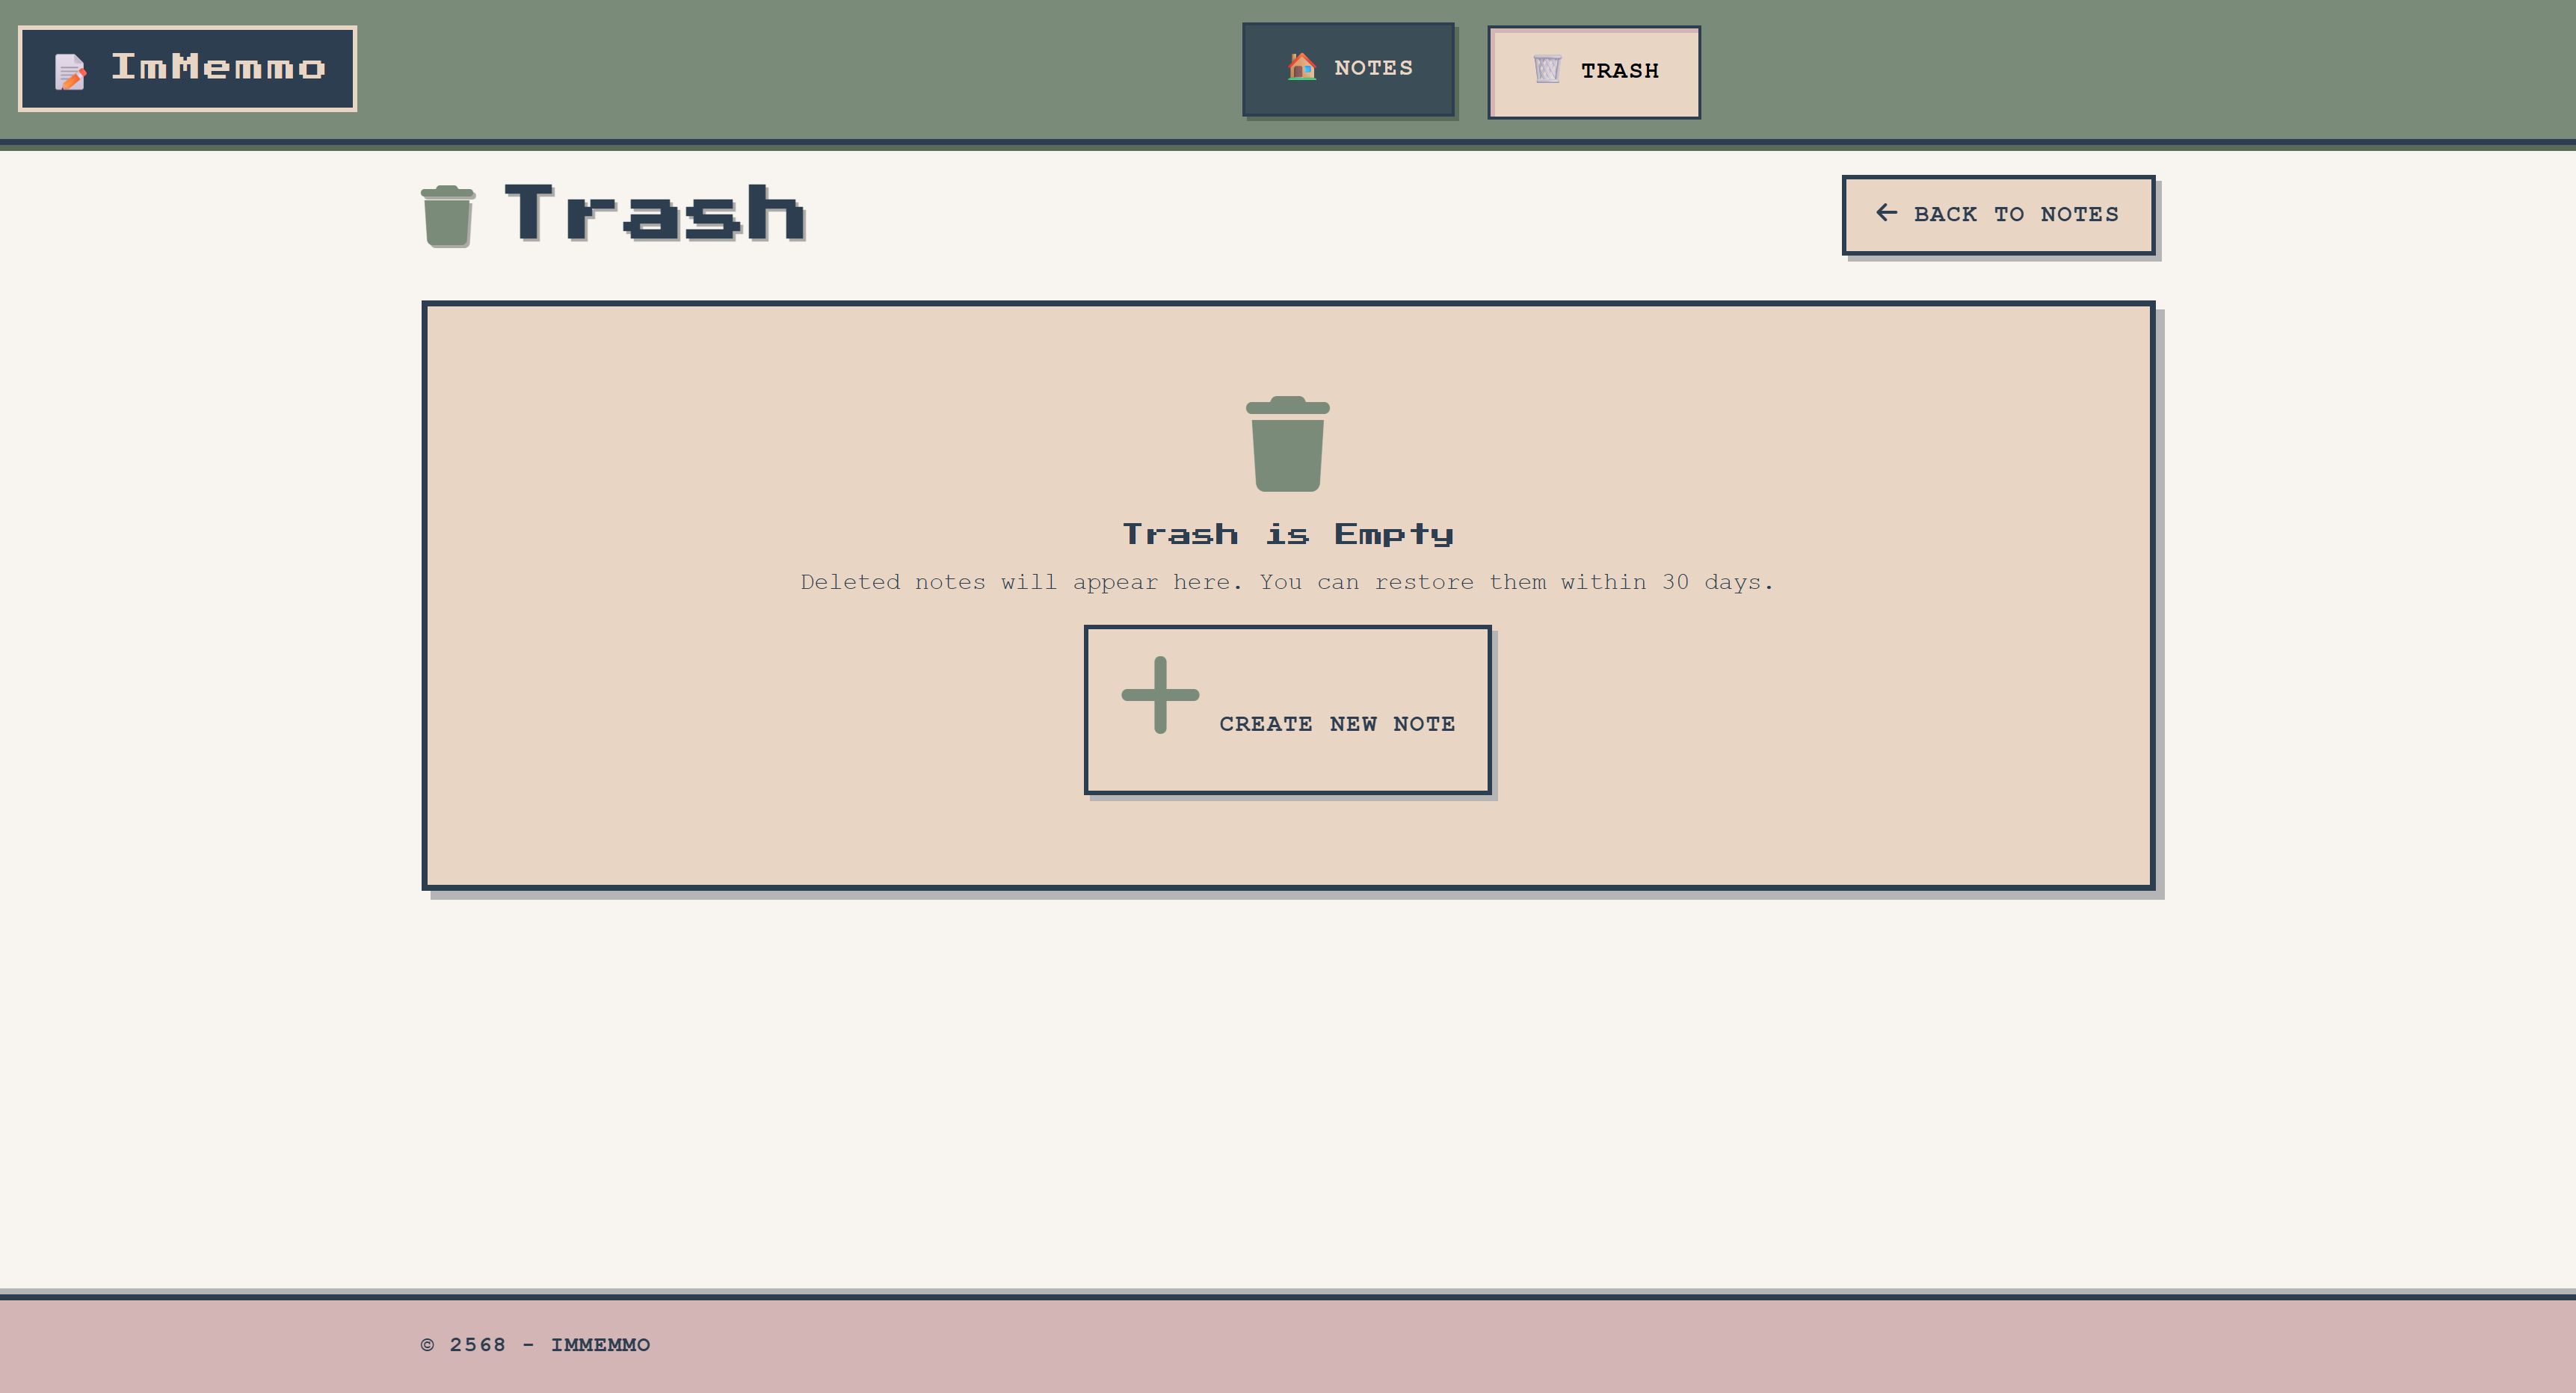 ImMemmo
NOTES
TRASH
Trash
BACK TO NOTES
Trash is Empty
Deleted notes will appear here. You can restore them within 30 days.
CREATE NEW NOTE
© 2568 - IMMEMMO